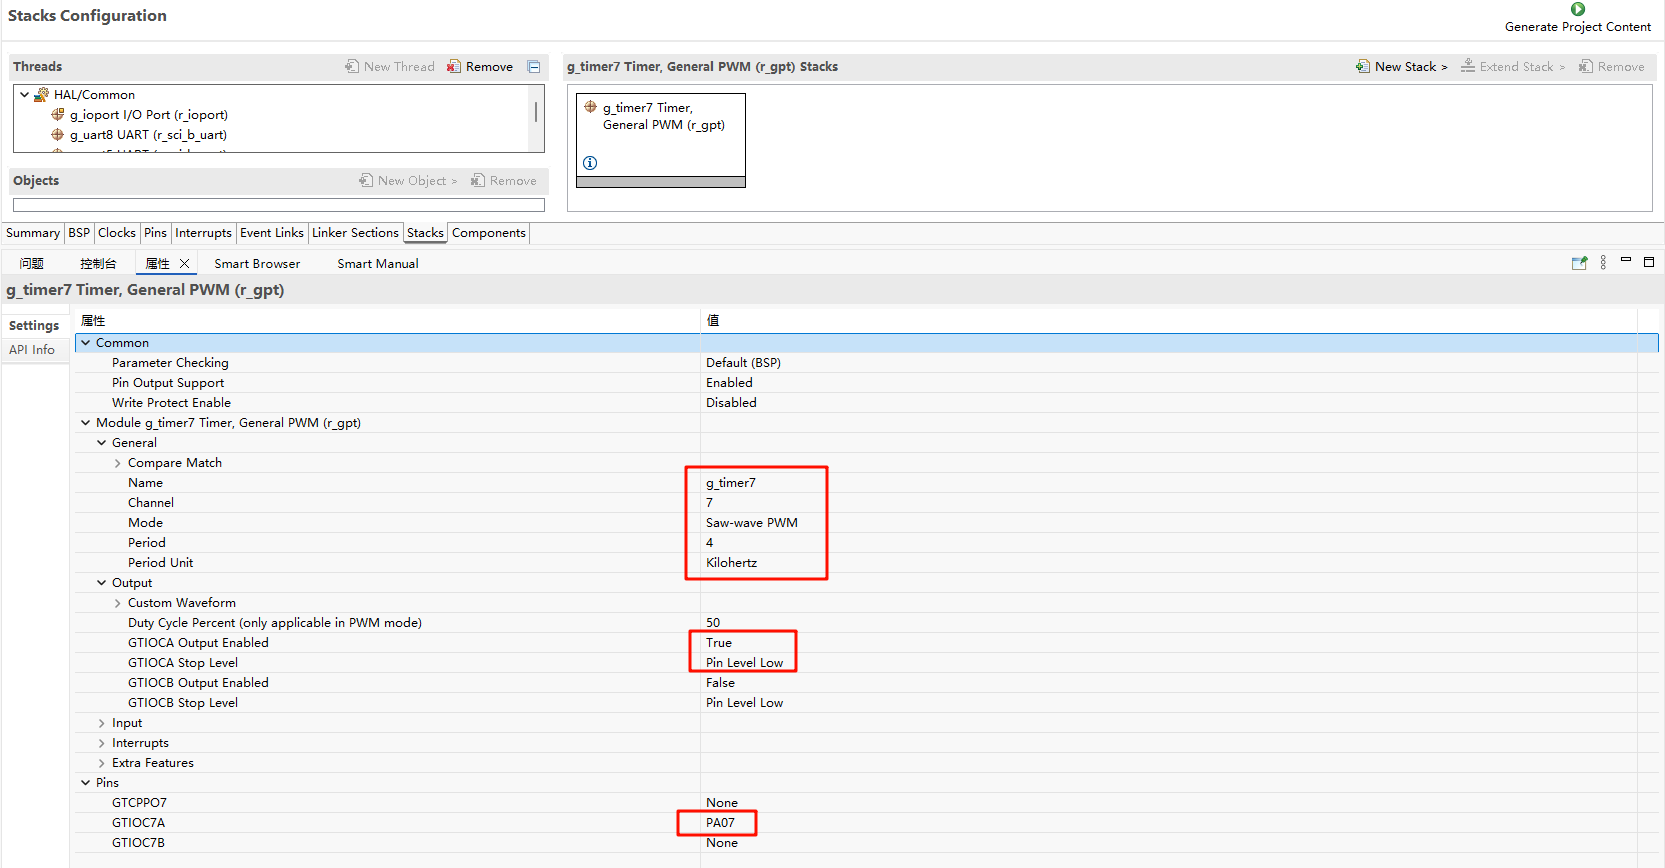 Stacks Configuration
Generate Project Content
Threads
New Thread
Remove
HAL/Common
g_ioport I/O Port (r_ioport)
g_uart8 UART (r_sci_b_uart)
Objects
New Object >
Remove
g_timer7 Timer, General PWM (r_gpt) Stacks
New Stack >
Extend Stack >
Remove
g_timer7 Timer,
General PWM (r_gpt)
Summary BSP Clocks Pins Interrupts Event Links Linker Sections Stacks Components
问题 控制台 属性 Smart Browser Smart Manual
g_timer7 Timer, General PWM (r_gpt)
Settings
API Info
属性 值
Common
Parameter Checking Default (BSP)
Pin Output Support Enabled
Write Protect Enable Disabled
Module g_timer7 Timer, General PWM (r_gpt)
General
Compare Match
Name g_timer7
Channel 7
Mode Saw-wave PWM
Period 4
Period Unit Kilohertz
Output
Custom Waveform
Duty Cycle Percent (only applicable in PWM mode) 50
GTIOCA Output Enabled True
GTIOCA Stop Level Pin Level Low
GTIOCB Output Enabled False
GTIOCB Stop Level Pin Level Low
Input
Interrupts
Extra Features
Pins
GTCPPO7 None
GTIOC7A PA07
GTIOC7B None